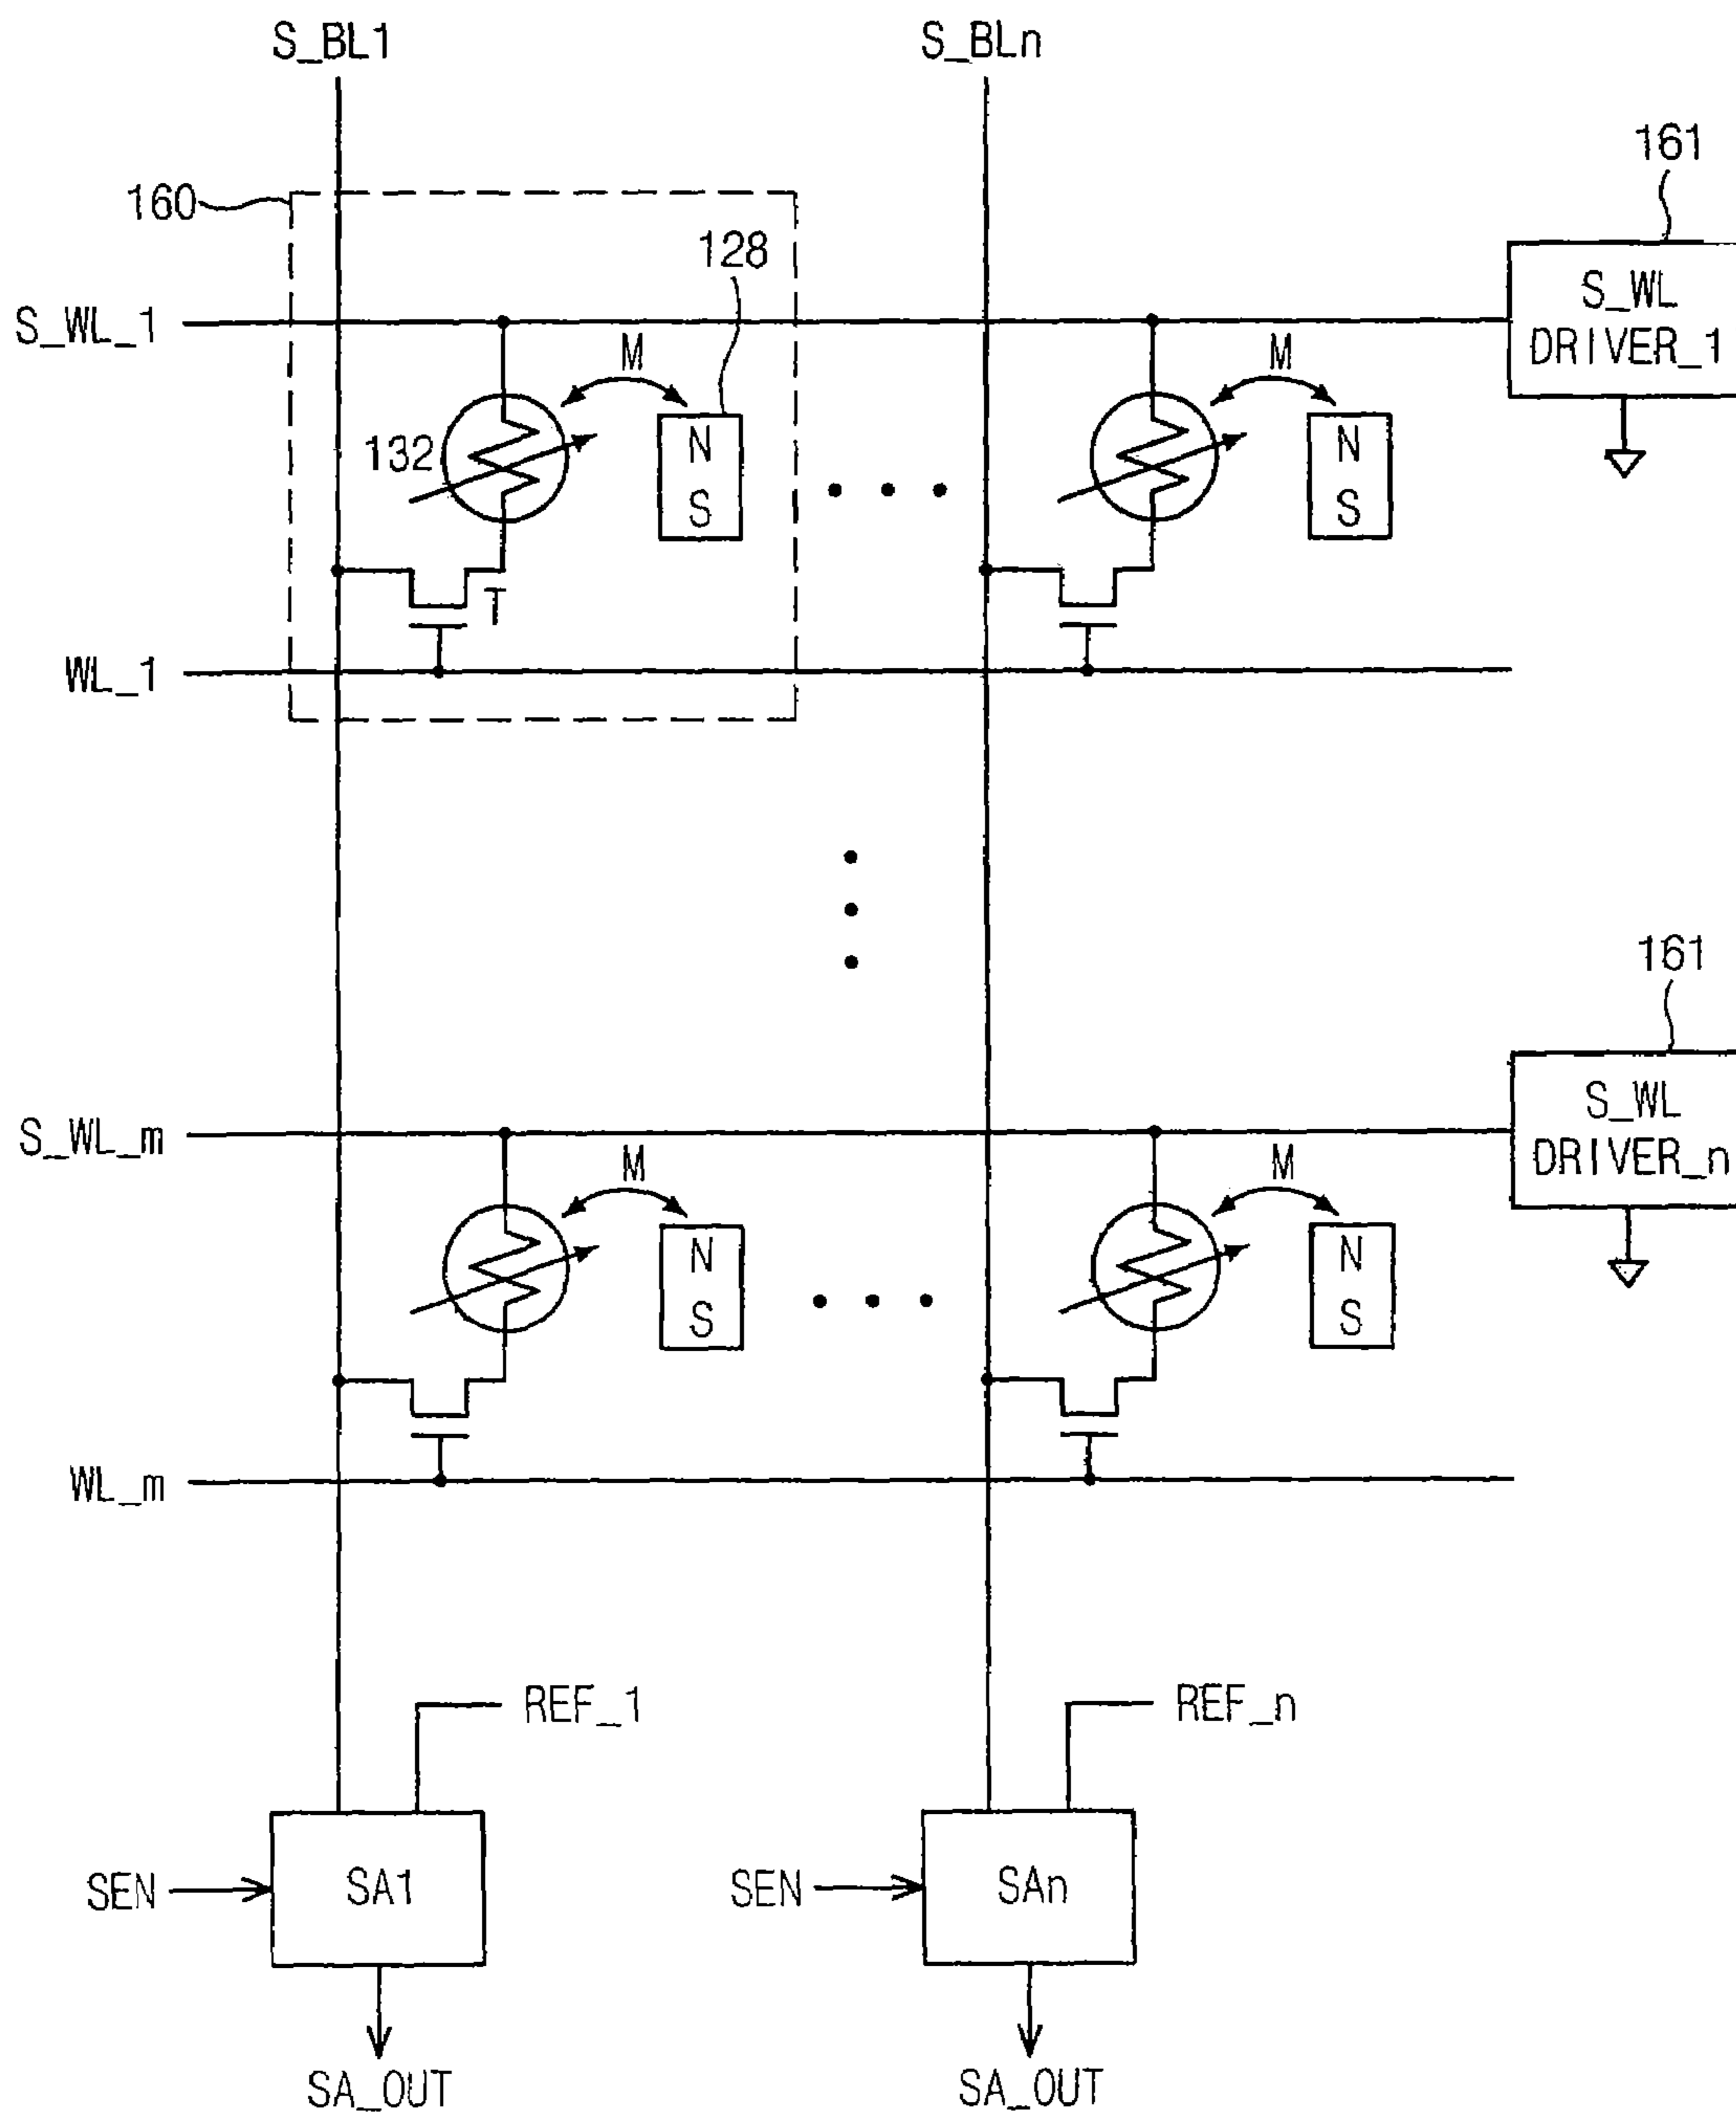 S_BL1
S_BLn
161
160
128
S_WL
DRIVER_1
S_WL_1
M
M
132
N
S
N
S
T
WL_1
161
S_WL
DRIVER_n
S_WL_m
M
M
N
S
N
S
WL_m
REF_1
REF_n
SEN
SA1
SEN
SAn
SA_OUT
SA_OUT